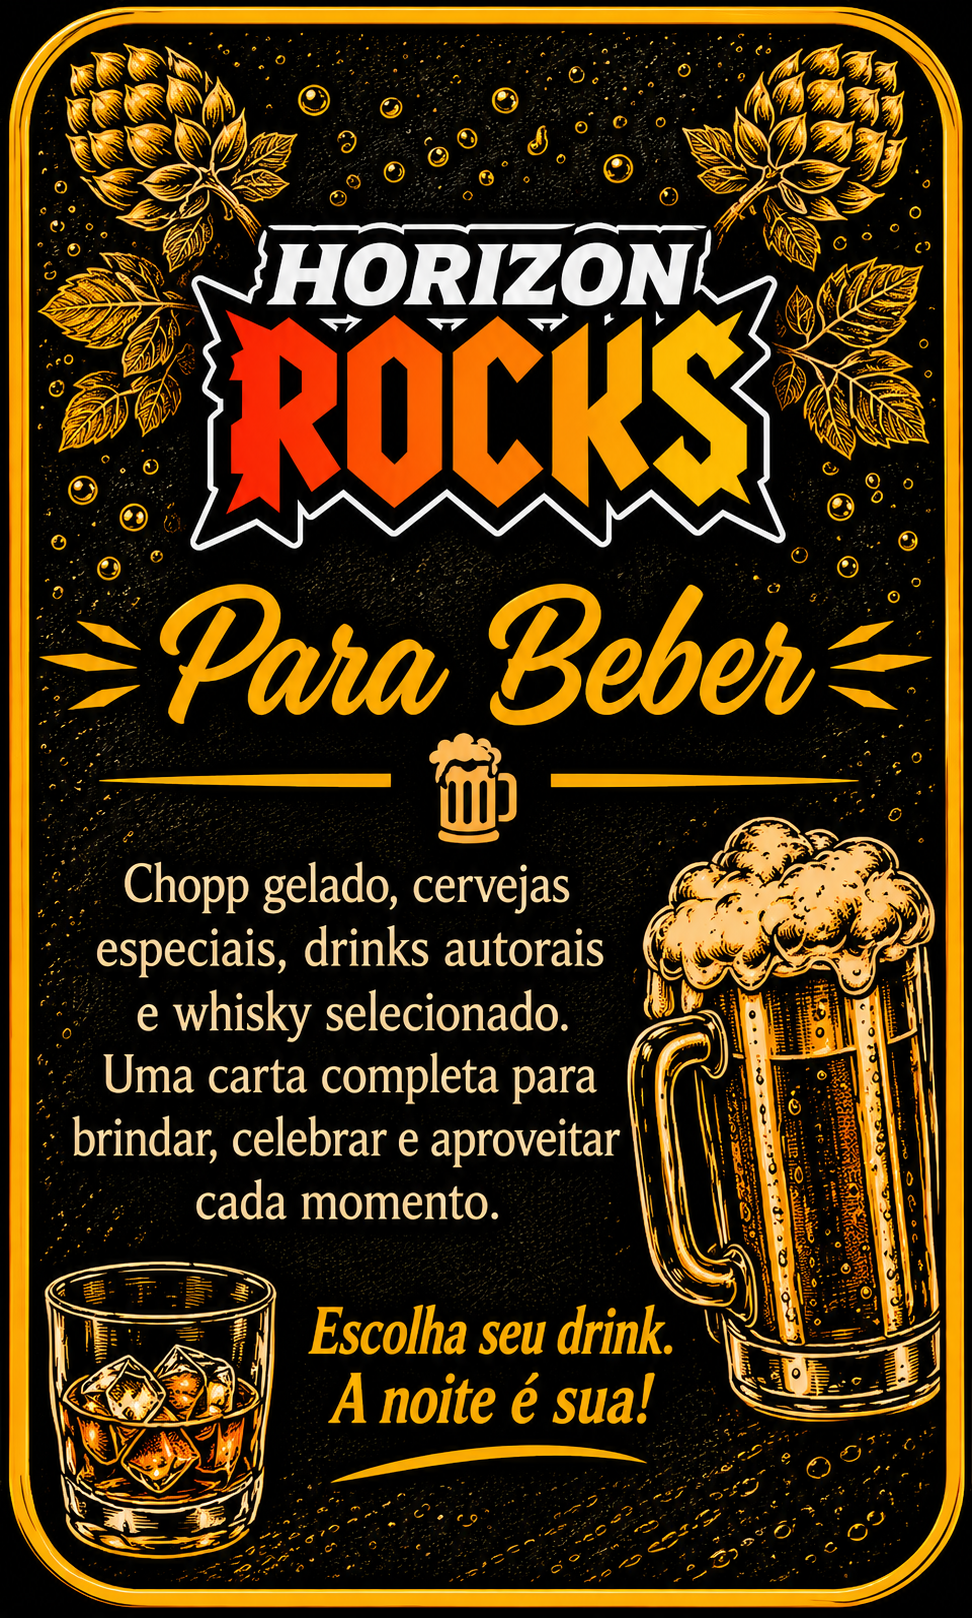 HORIZON
ROCKS
Para Beber
Chopp gelado, cervejas
especiais, drinks autorais
e whisky selecionado.
Uma carta completa para
brindar, celebrar e aproveitar
cada momento.
Escolha seu drink.
A noite é sua!